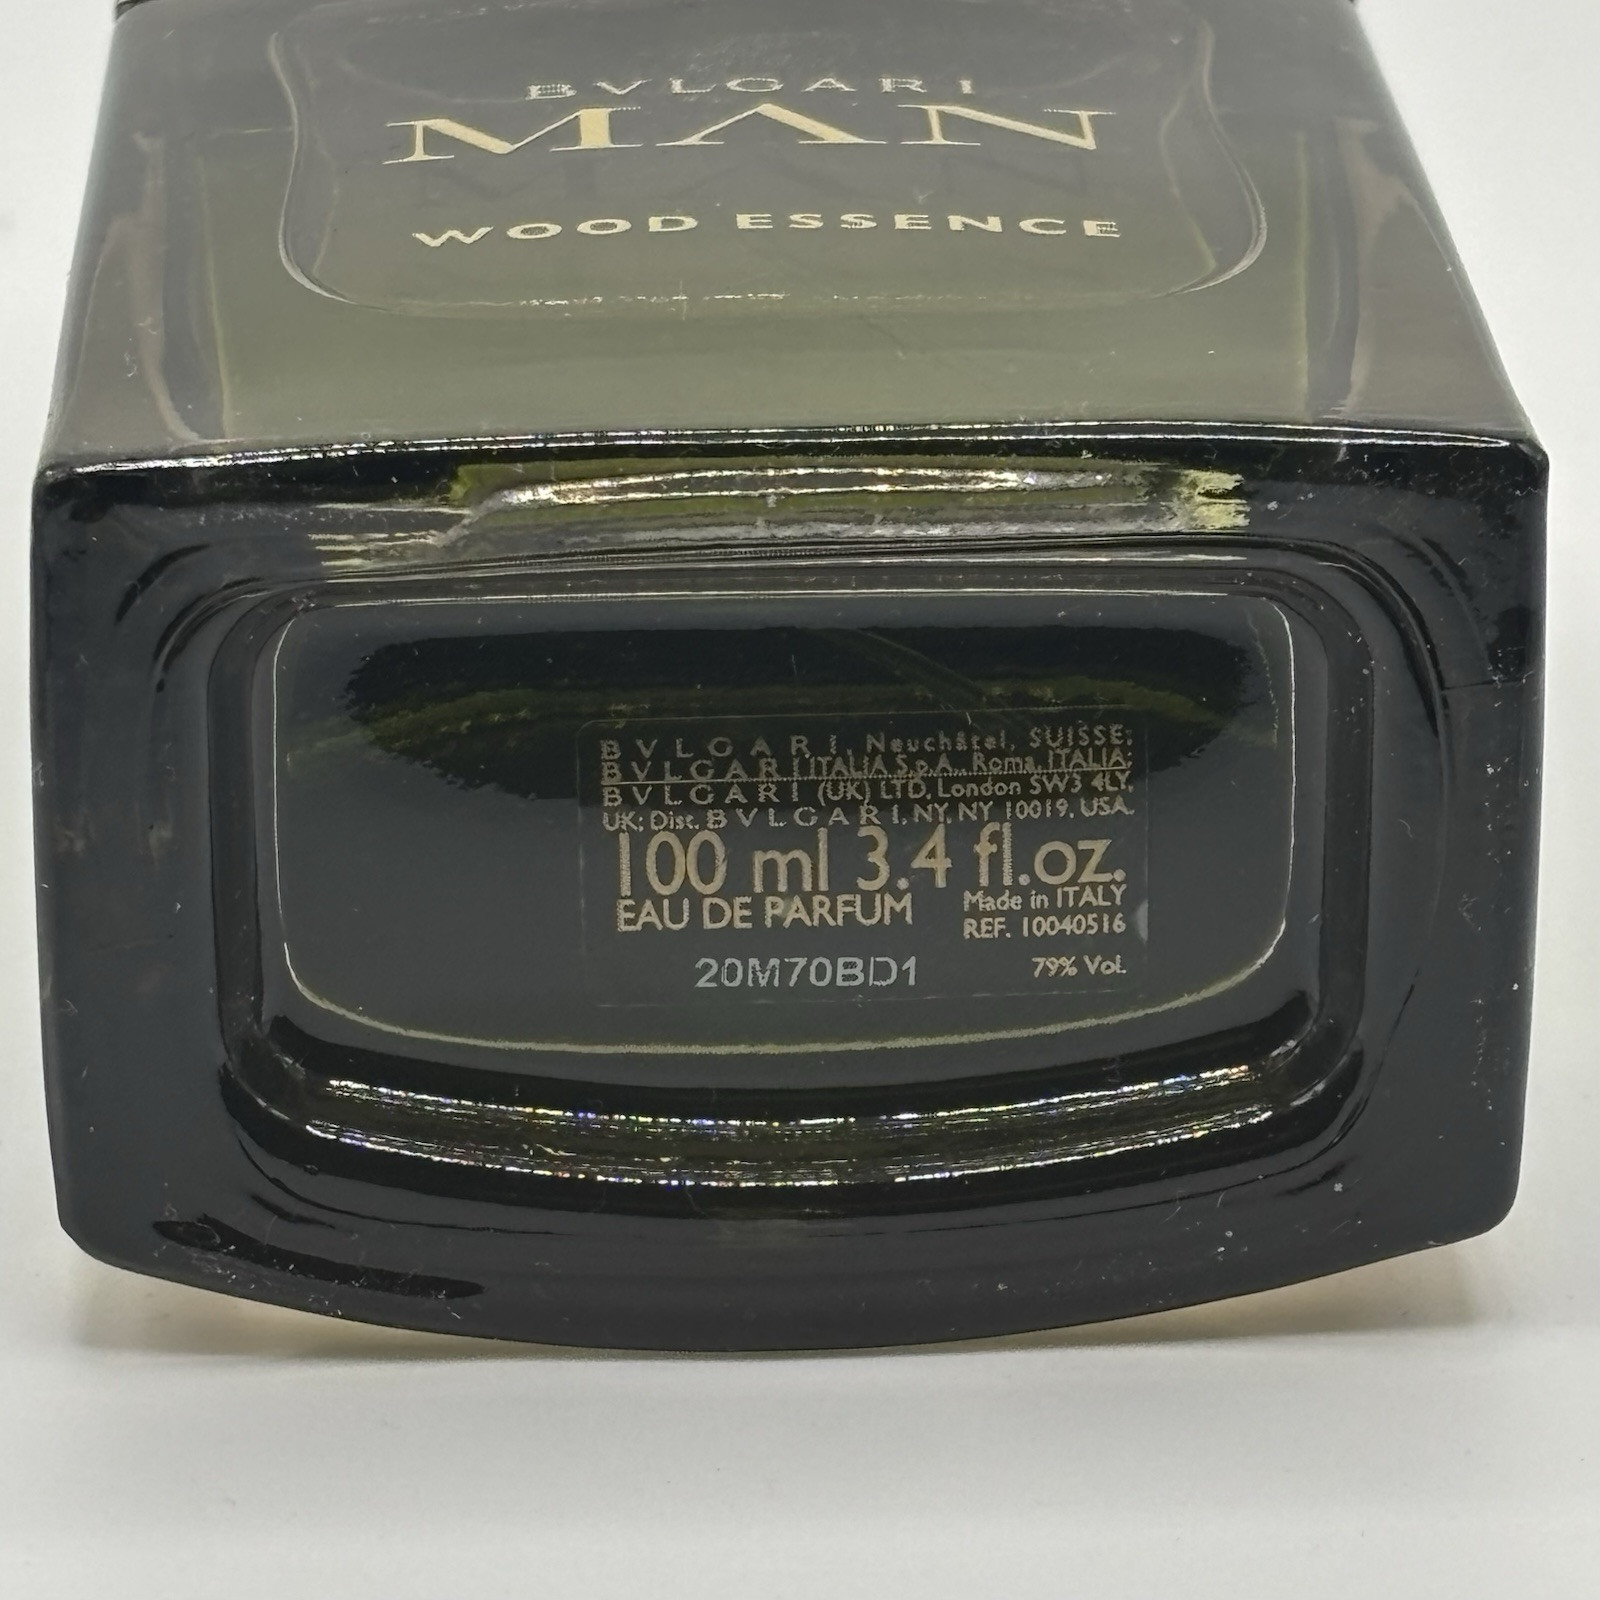 BVLGARI
MAN
WOOD ESSENCE
BVLGARI, Neuchâtel, SUISSE;
BVLGARI ITALIA S.p.A., Roma, ITALIA;
BVLGARI (UK) LTD, London SW3 4LY,
UK; Dist. BVLGARI, NY, NY 10019, USA.
100 ml 3.4 fl.oz.
EAU DE PARFUM
Made in ITALY
REF. 10040516
20M70BD1
79% Vol.